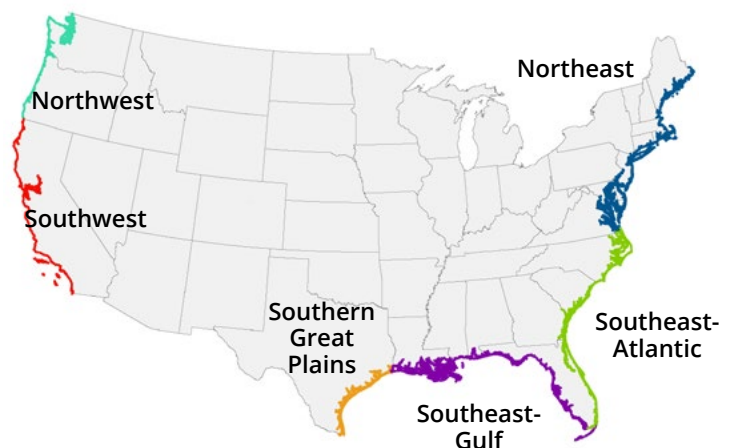 Northeast
Northwest
Southwest
Southern
Great
Plains
Southeast-
Atlantic
Southeast-
Gulf